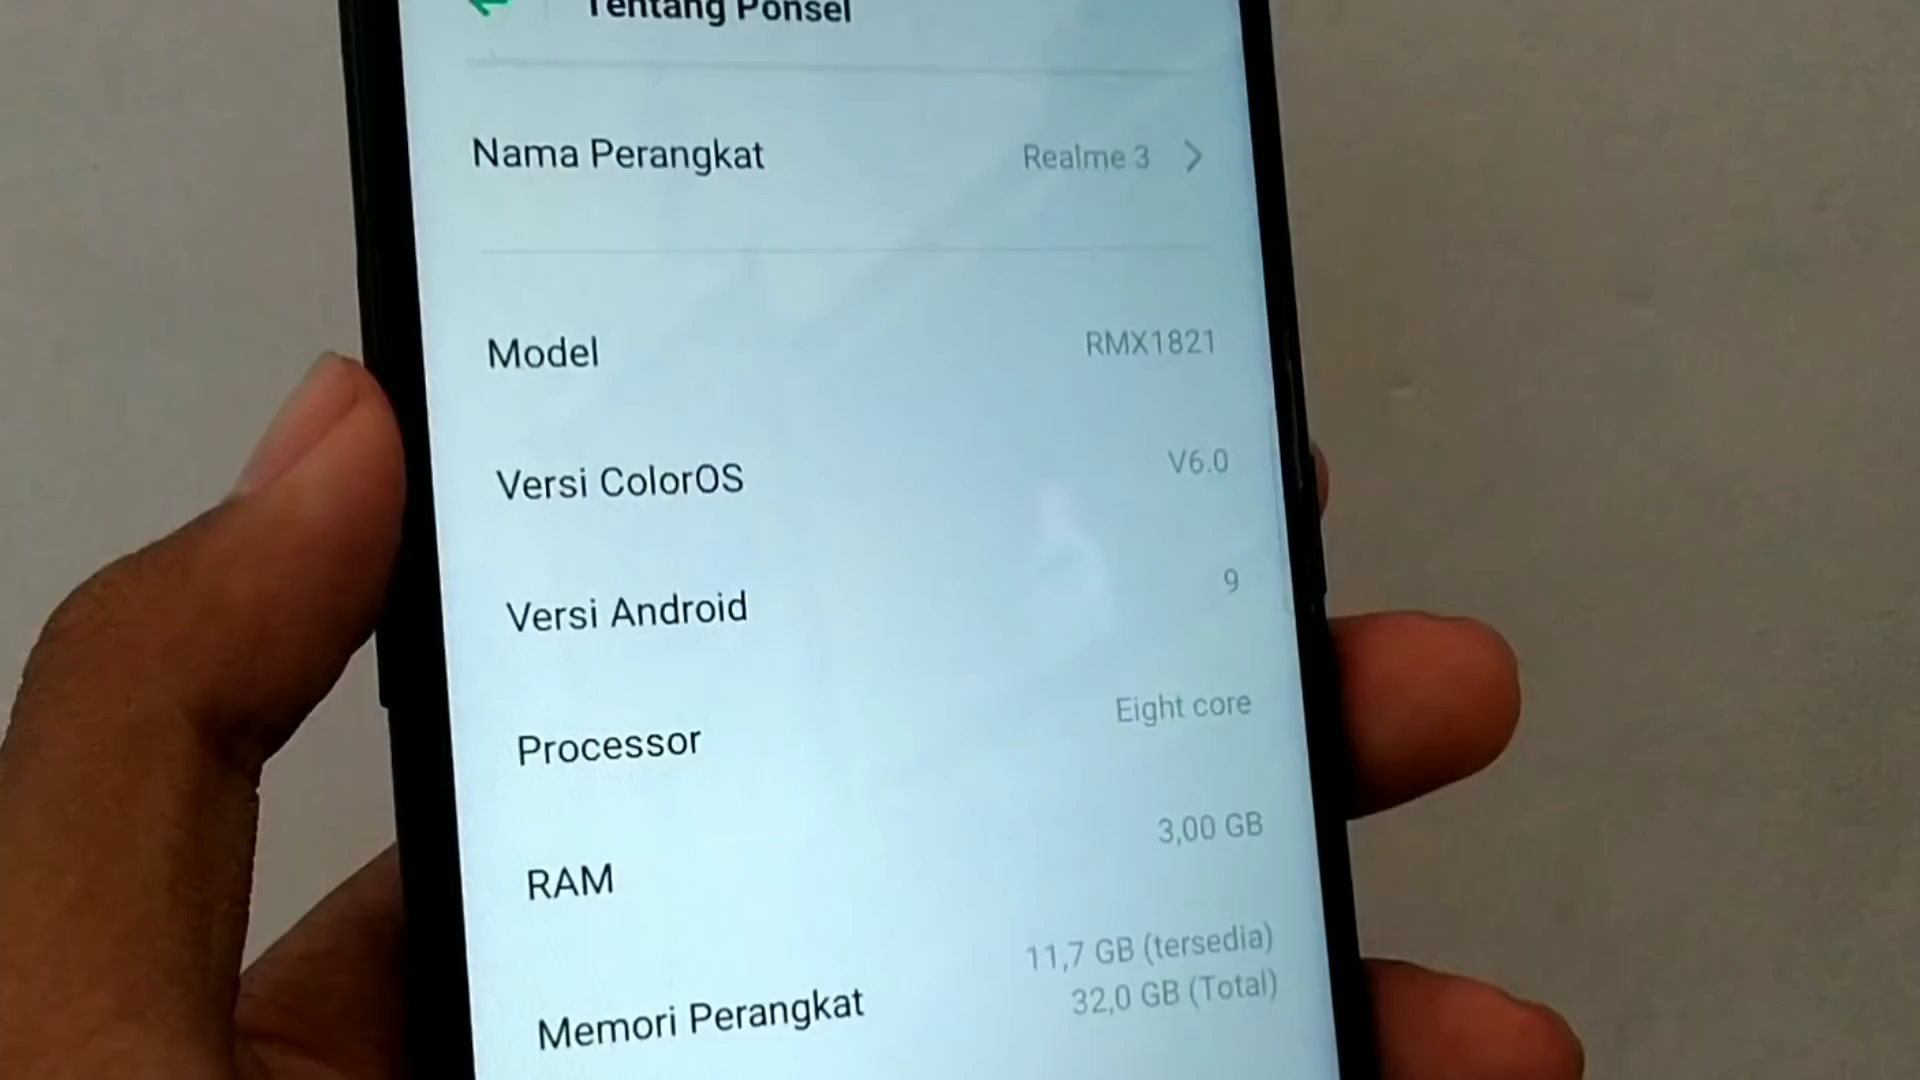 Tentang Ponsel
Nama Perangkat Realme 3
Model RMX1821
Versi ColorOS V6.0
Versi Android 9
Processor Eight core
RAM 3,00 GB
Memori Perangkat 11,7 GB (tersedia)
32,0 GB (Total)